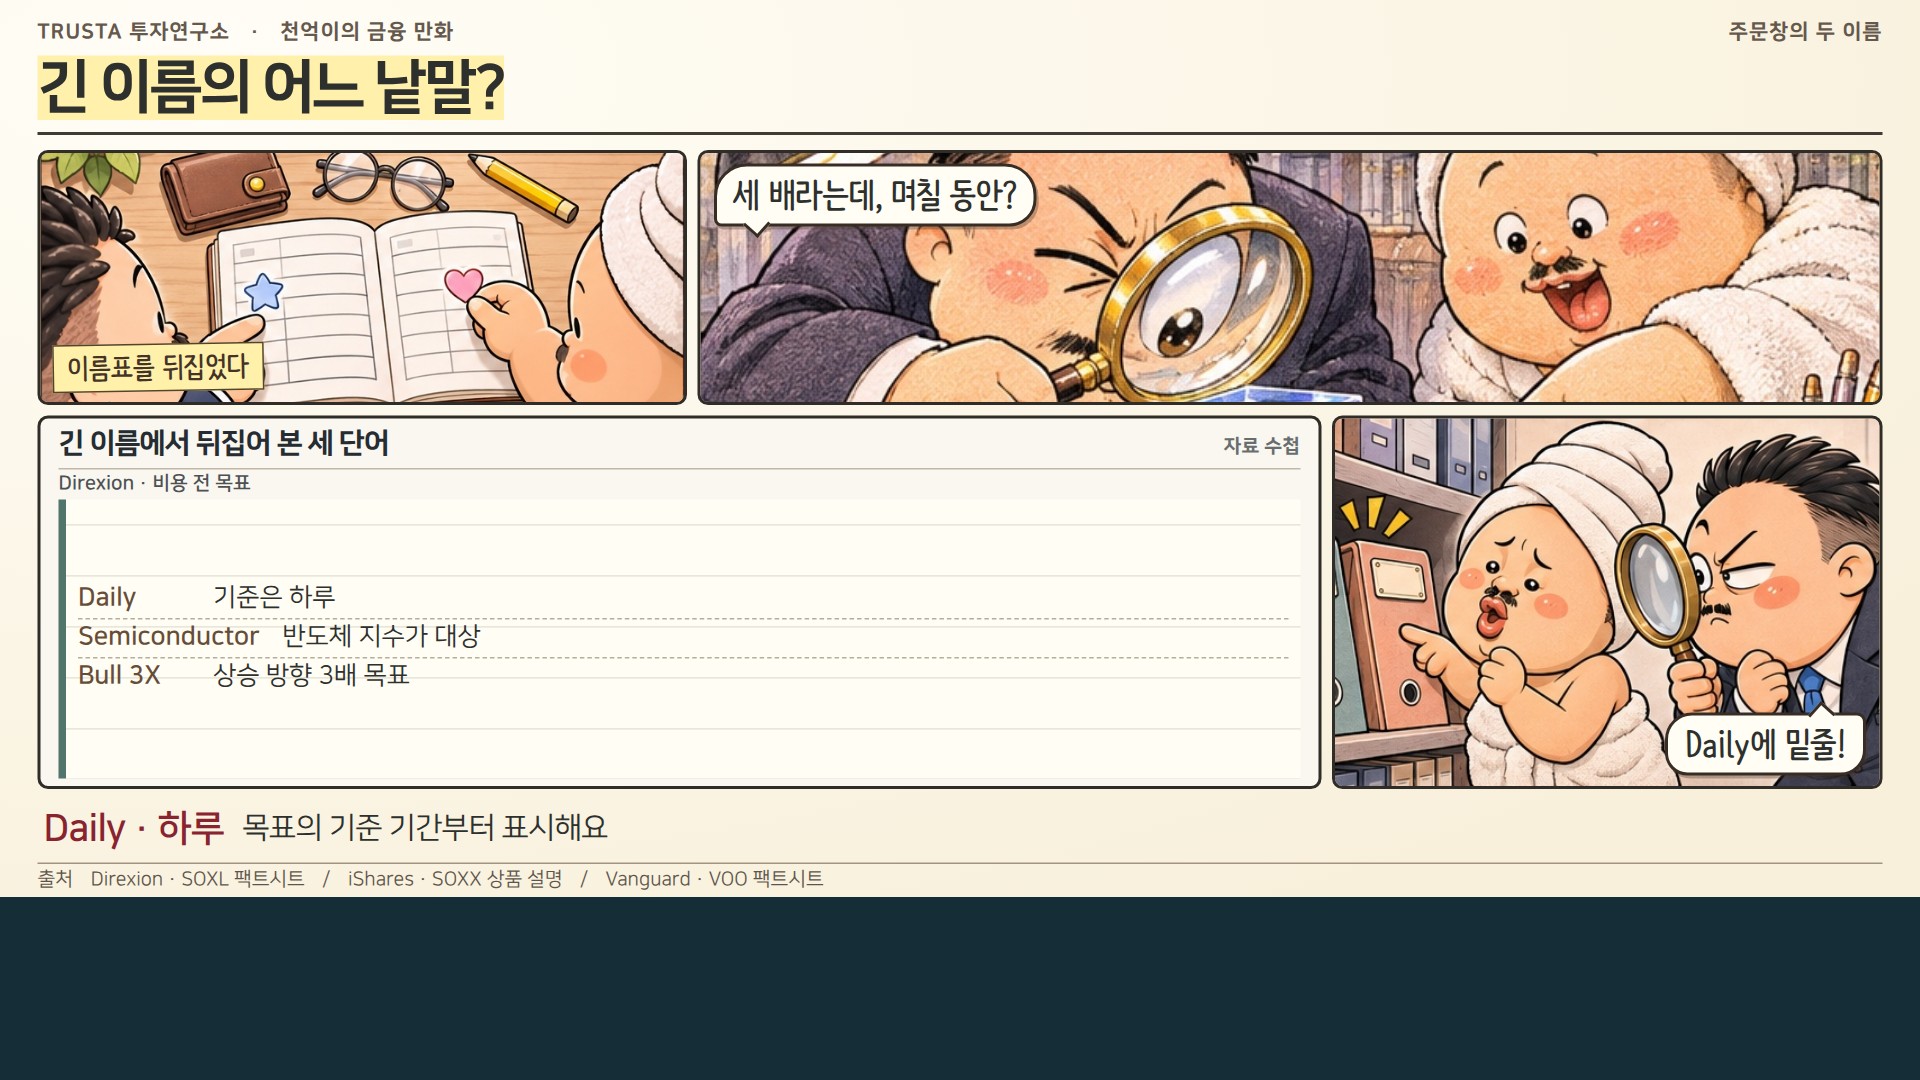 TRUSTA 투자연구소 · 천억이의 금융 만화
주문창의 두 이름
긴 이름의 어느 낱말?
이름표를 뒤집었다
세 배라는데, 며칠 동안?
긴 이름에서 뒤집어 본 세 단어
자료 수첩
Direxion · 비용 전 목표
Daily 기준은 하루
Semiconductor 반도체 지수가 대상
Bull 3X 상승 방향 3배 목표
Daily에 밑줄!
Daily · 하루 목표의 기준 기간부터 표시해요
출처 Direxion · SOXL 팩트시트 / iShares · SOXX 상품 설명 / Vanguard · VOO 팩트시트